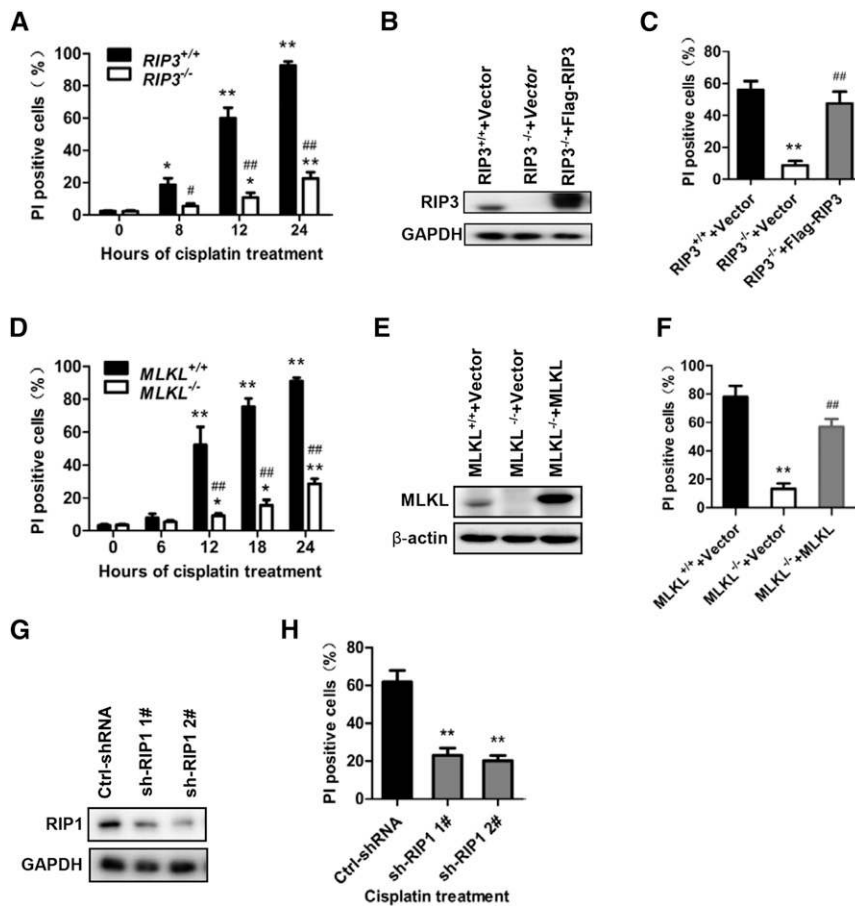 A
PI positive cells（%）
100
80
60
40
20
0
RIP3+/+
RIP3-/-
*
#
**
##
*
**
##
**
0 8 12 24
Hours of cisplatin treatment
B
RIP3+/++Vector
RIP3 -/-+Vector
RIP3-/-+Flag-RIP3
RIP3
GAPDH
C
PI positive cells（%）
80
60
40
20
0
**
##
RIP3+/++Vector
RIP3-/-+Vector
RIP3-/-+Flag-RIP3
D
PI positive cells（%）
100
80
60
40
20
0
MLKL+/+
MLKL-/-
**
##
*
**
##
*
**
##
**
0 6 12 18 24
Hours of cisplatin treatment
E
MLKL+/++Vector
MLKL-/-+Vector
MLKL-/-+MLKL
MLKL
β-actin
F
PI positive cells（%）
100
80
60
40
20
0
**
##
MLKL+/++Vector
MLKL-/-+Vector
MLKL-/-+MLKL
G
Ctrl-shRNA
sh-RIP1 1#
sh-RIP1 2#
RIP1
GAPDH
H
PI positive cells（%）
80
60
40
20
0
**
**
Ctrl-shRNA
sh-RIP1 1#
sh-RIP1 2#
Cisplatin treatment